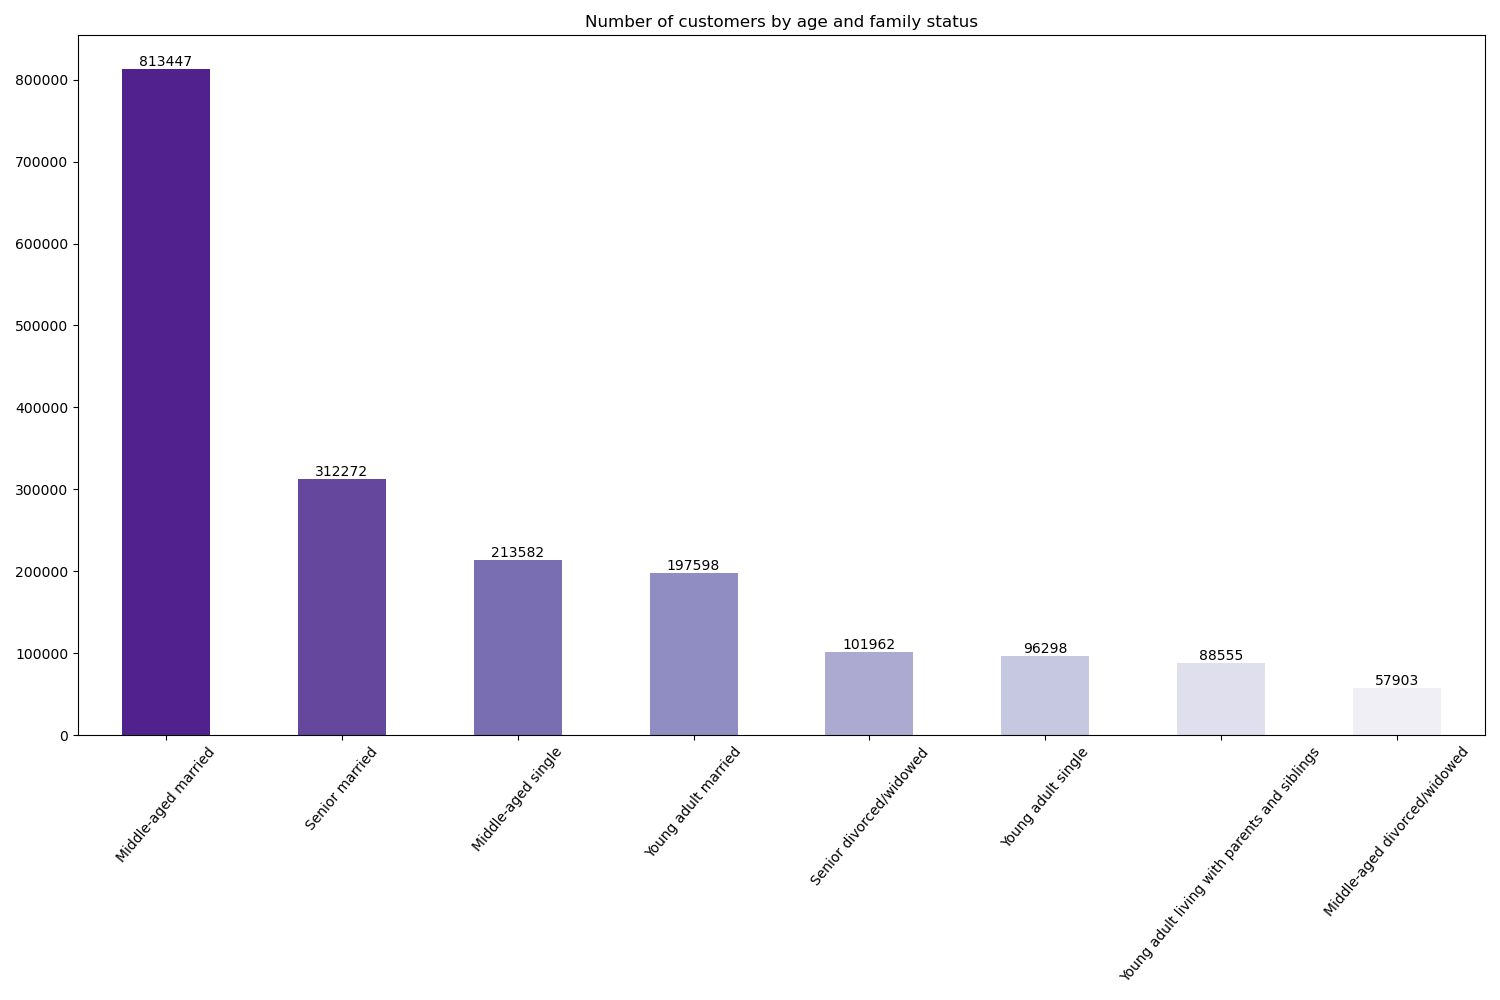 Number of customers by age and family status
800000
700000
600000
500000
400000
300000
200000
100000
0
813447
312272
213582
197598
101962
96298
88555
57903
Middle-aged married
Senior married
Middle-aged single
Young adult married
Senior divorced/widowed
Young adult single
Young adult living with parents and siblings
Middle-aged divorced/widowed